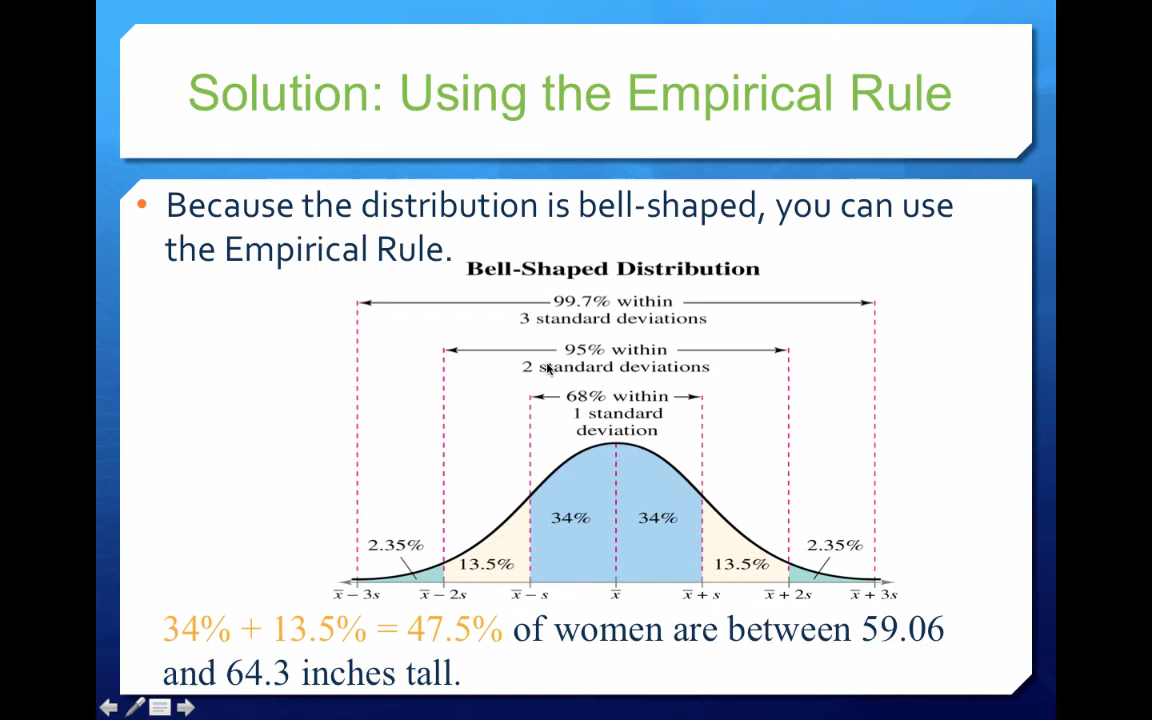 Solution: Using the Empirical Rule
• Because the distribution is bell-shaped, you can use
the Empirical Rule.
Bell-Shaped Distribution
99.7% within
3 standard deviations
95% within
2 standard deviations
68% within
1 standard
deviation
34% 34%
2.35% 2.35%
13.5% 13.5%
x̅ − 3s x̅ − 2s x̅ − s x̅ x̅ + s x̅ + 2s x̅ + 3s
34% + 13.5% = 47.5% of women are between 59.06
and 64.3 inches tall.